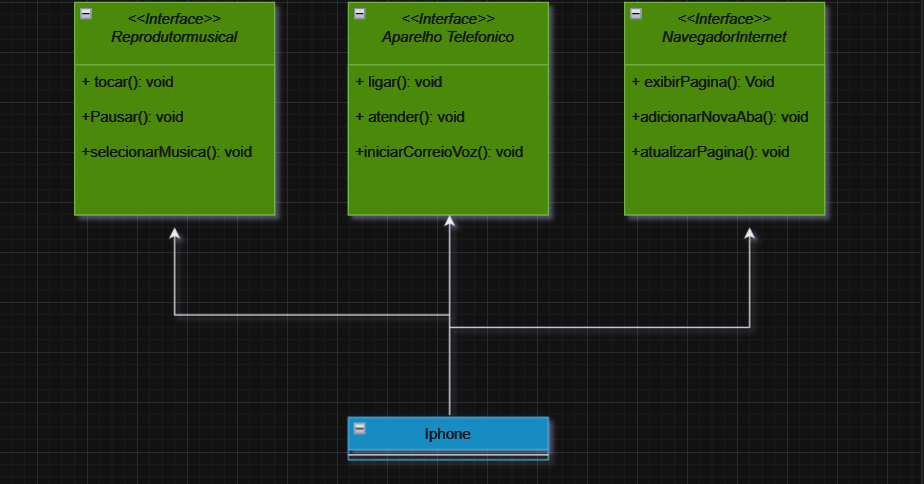 <<Interface>>
Reprodutormusical
+ tocar(): void
+Pausar(): void
+selecionarMusica(): void
<<Interface>>
Aparelho Telefonico
+ ligar(): void
+ atender(): void
+iniciarCorreioVoz(): void
<<Interface>>
NavegadorInternet
+ exibirPagina(): Void
+adicionarNovaAba(): void
+atualizarPagina(): void
Iphone